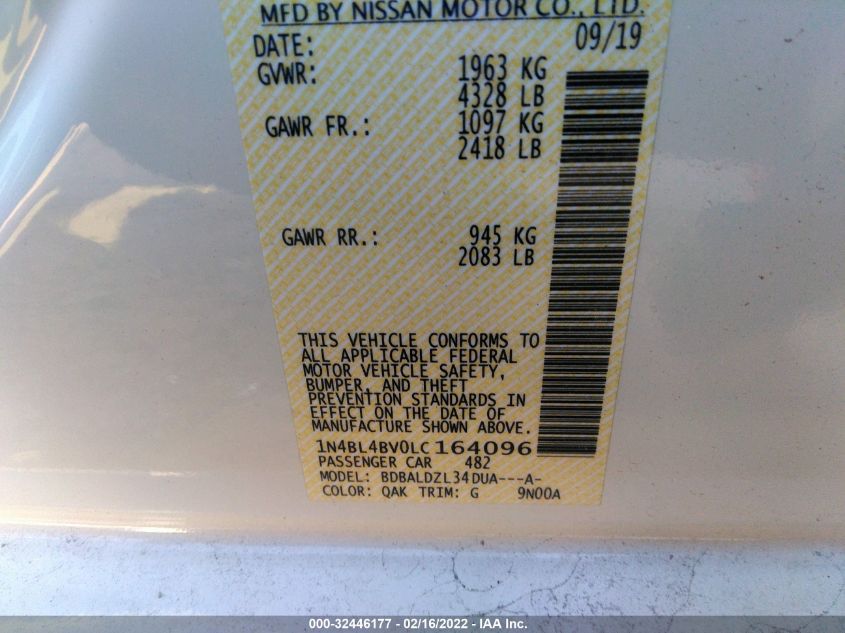 MFD BY NISSAN MOTOR CO., LTD.
DATE: 09/19
GVWR: 1963 KG
4328 LB
GAWR FR.: 1097 KG
2418 LB
GAWR RR.: 945 KG
2083 LB
THIS VEHICLE CONFORMS TO
ALL APPLICABLE FEDERAL
MOTOR VEHICLE SAFETY,
BUMPER, AND THEFT
PREVENTION STANDARDS IN
EFFECT ON THE DATE OF
MANUFACTURE SHOWN ABOVE.
1N4BL4BV0LC164096
PASSENGER CAR 482
MODEL: BDBALDZL34DUA---A-
COLOR: QAK TRIM: G 9N00A
000-32446177 - 02/16/2022 - IAA Inc.